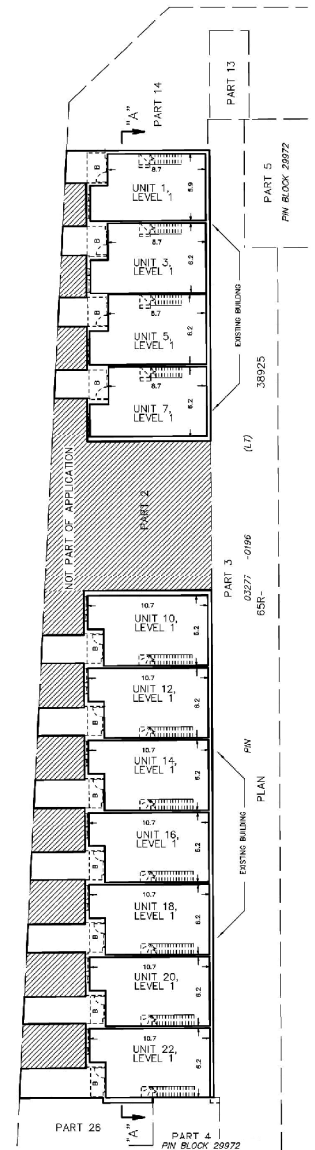 PART 13
PART 14
"A"
PART 5
PIN BLOCK 29972
B
8.7
5.9
UNIT 1,
LEVEL 1
B
8.7
6.2
UNIT 3,
LEVEL 1
EXISTING BUILDING
B
8.7
6.2
UNIT 5,
LEVEL 1
38925
B
8.7
6.2
UNIT 7,
LEVEL 1
(LT)
NOT PART OF APPLICATION
PART 2
-0196
PART 3
03277
65R-
10.7
5.2
UNIT 10,
LEVEL 1
B
10.7
6.2
UNIT 12,
LEVEL 1
B
PIN
10.7
UNIT 14,
LEVEL 1
B
PLAN
10.7
UNIT 16,
LEVEL 1
B
EXISTING BUILDING
10.7
6.2
UNIT 18,
LEVEL 1
B
10.7
6.2
UNIT 20,
LEVEL 1
B
10.7
6.2
UNIT 22,
LEVEL 1
B
PART 26
"A"
PART 4
PIN BLOCK 29972